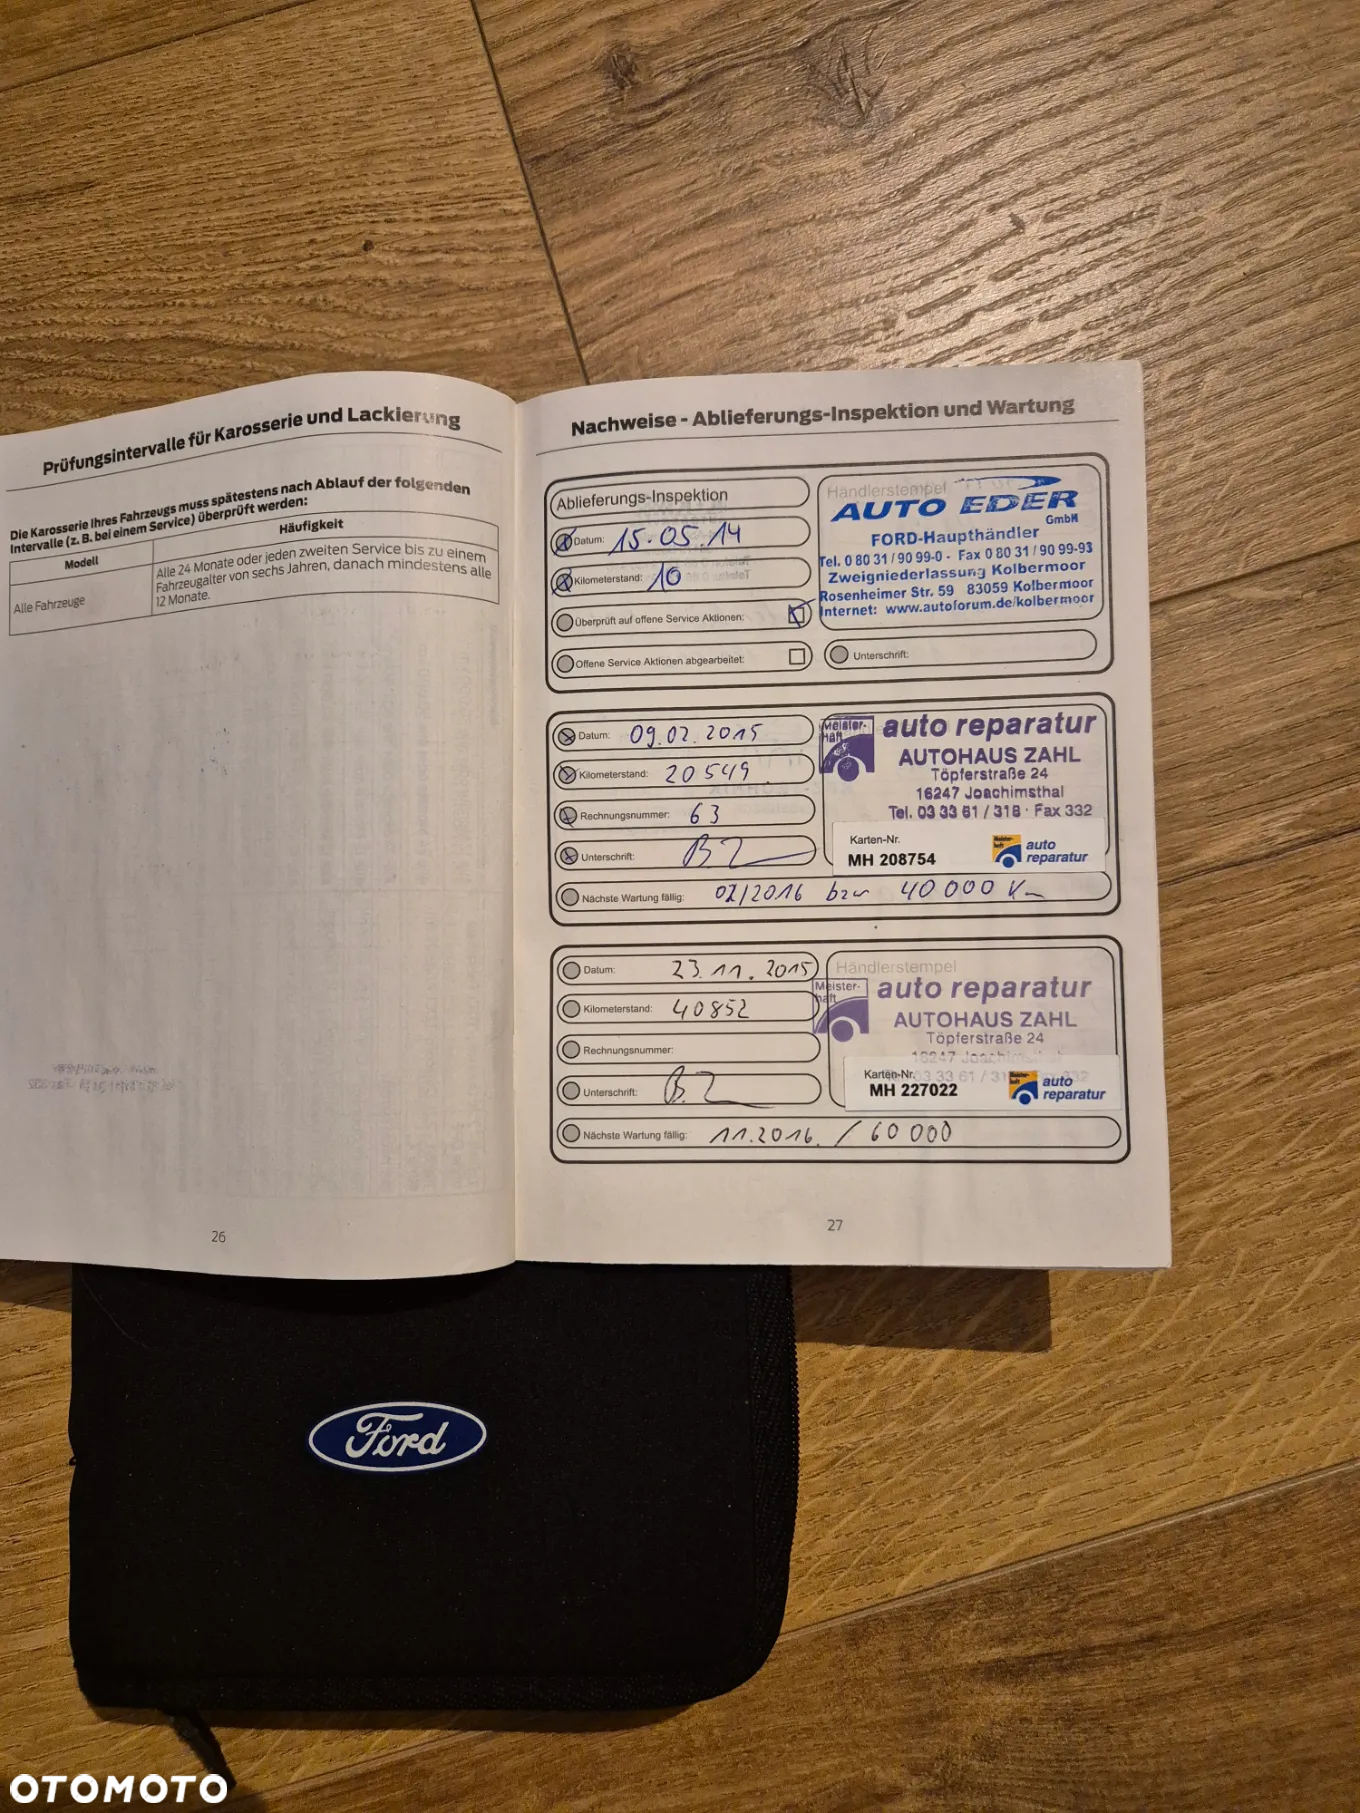 Prüfungsintervalle für Karosserie und Lackierung
Die Karosserie Ihres Fahrzeugs muss spätestens nach Ablauf der folgenden
Intervalle (z. B. bei einem Service) überprüft werden:
Modell
Häufigkeit
Alle Fahrzeuge
Alle 24 Monate oder jeden zweiten Service bis zu einem
Fahrzeugalter von sechs Jahren, danach mindestens alle
12 Monate.
26
Nachweise - Ablieferungs-Inspektion und Wartung
Ablieferungs-Inspektion
Datum: 15.05.14
Kilometerstand: 10
Überprüft auf offene Service Aktionen:
Offene Service Aktionen abgearbeitet:
Händlerstempel
AUTO EDER
GmbH
FORD-Haupthändler
Tel. 0 80 31 / 90 99-0 - Fax 0 80 31 / 90 99-93
Zweigniederlassung Kolbermoor
Rosenheimer Str. 59 83059 Kolbermoor
Internet: www.autoforum.de/kolbermoor
Unterschrift:
Datum: 09.02.2015
Kilometerstand: 20549
Rechnungsnummer: 63
Unterschrift:
Nächste Wartung fällig: 02/2016 bzw 40 000 Km
Meister-
haft
auto reparatur
AUTOHAUS ZAHL
Töpferstraße 24
16247 Joachimsthal
Tel. 03 33 61 / 318 · Fax 332
Karten-Nr.
MH 208754
Meister-
haft
auto
reparatur
Datum: 23.11.2015
Kilometerstand: 40852
Rechnungsnummer:
Unterschrift: B.Z
Nächste Wartung fällig: 11.2016. / 60 000
Händlerstempel
Meister-
haft
auto reparatur
AUTOHAUS ZAHL
Töpferstraße 24
16247 Joachimsthal
Karten-Nr.
MH 227022
Meister-
haft
auto
reparatur
27
Ford
OTOMOTO